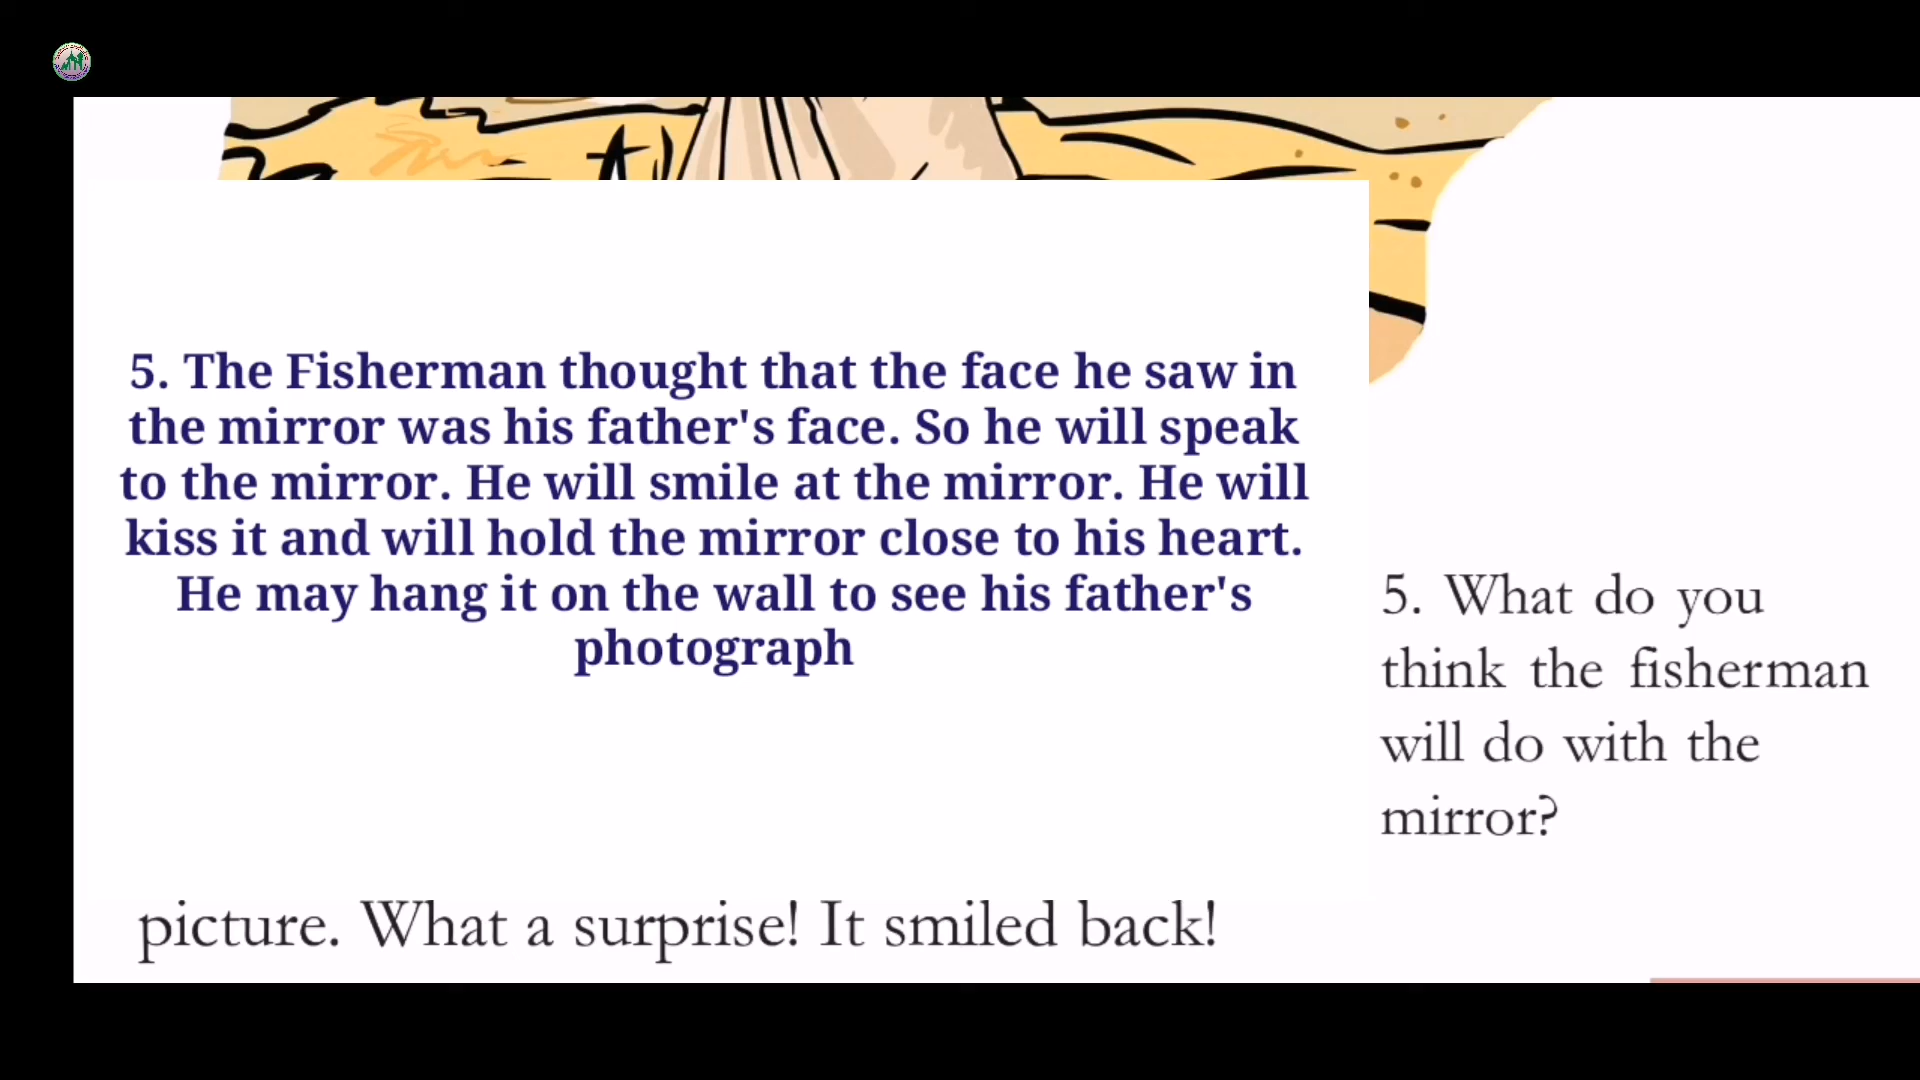 5. The Fisherman thought that the face he saw in
the mirror was his father's face. So he will speak
to the mirror. He will smile at the mirror. He will
kiss it and will hold the mirror close to his heart.
He may hang it on the wall to see his father's
photograph
5. What do you
think the fisherman
will do with the
mirror?
picture. What a surprise! It smiled back!